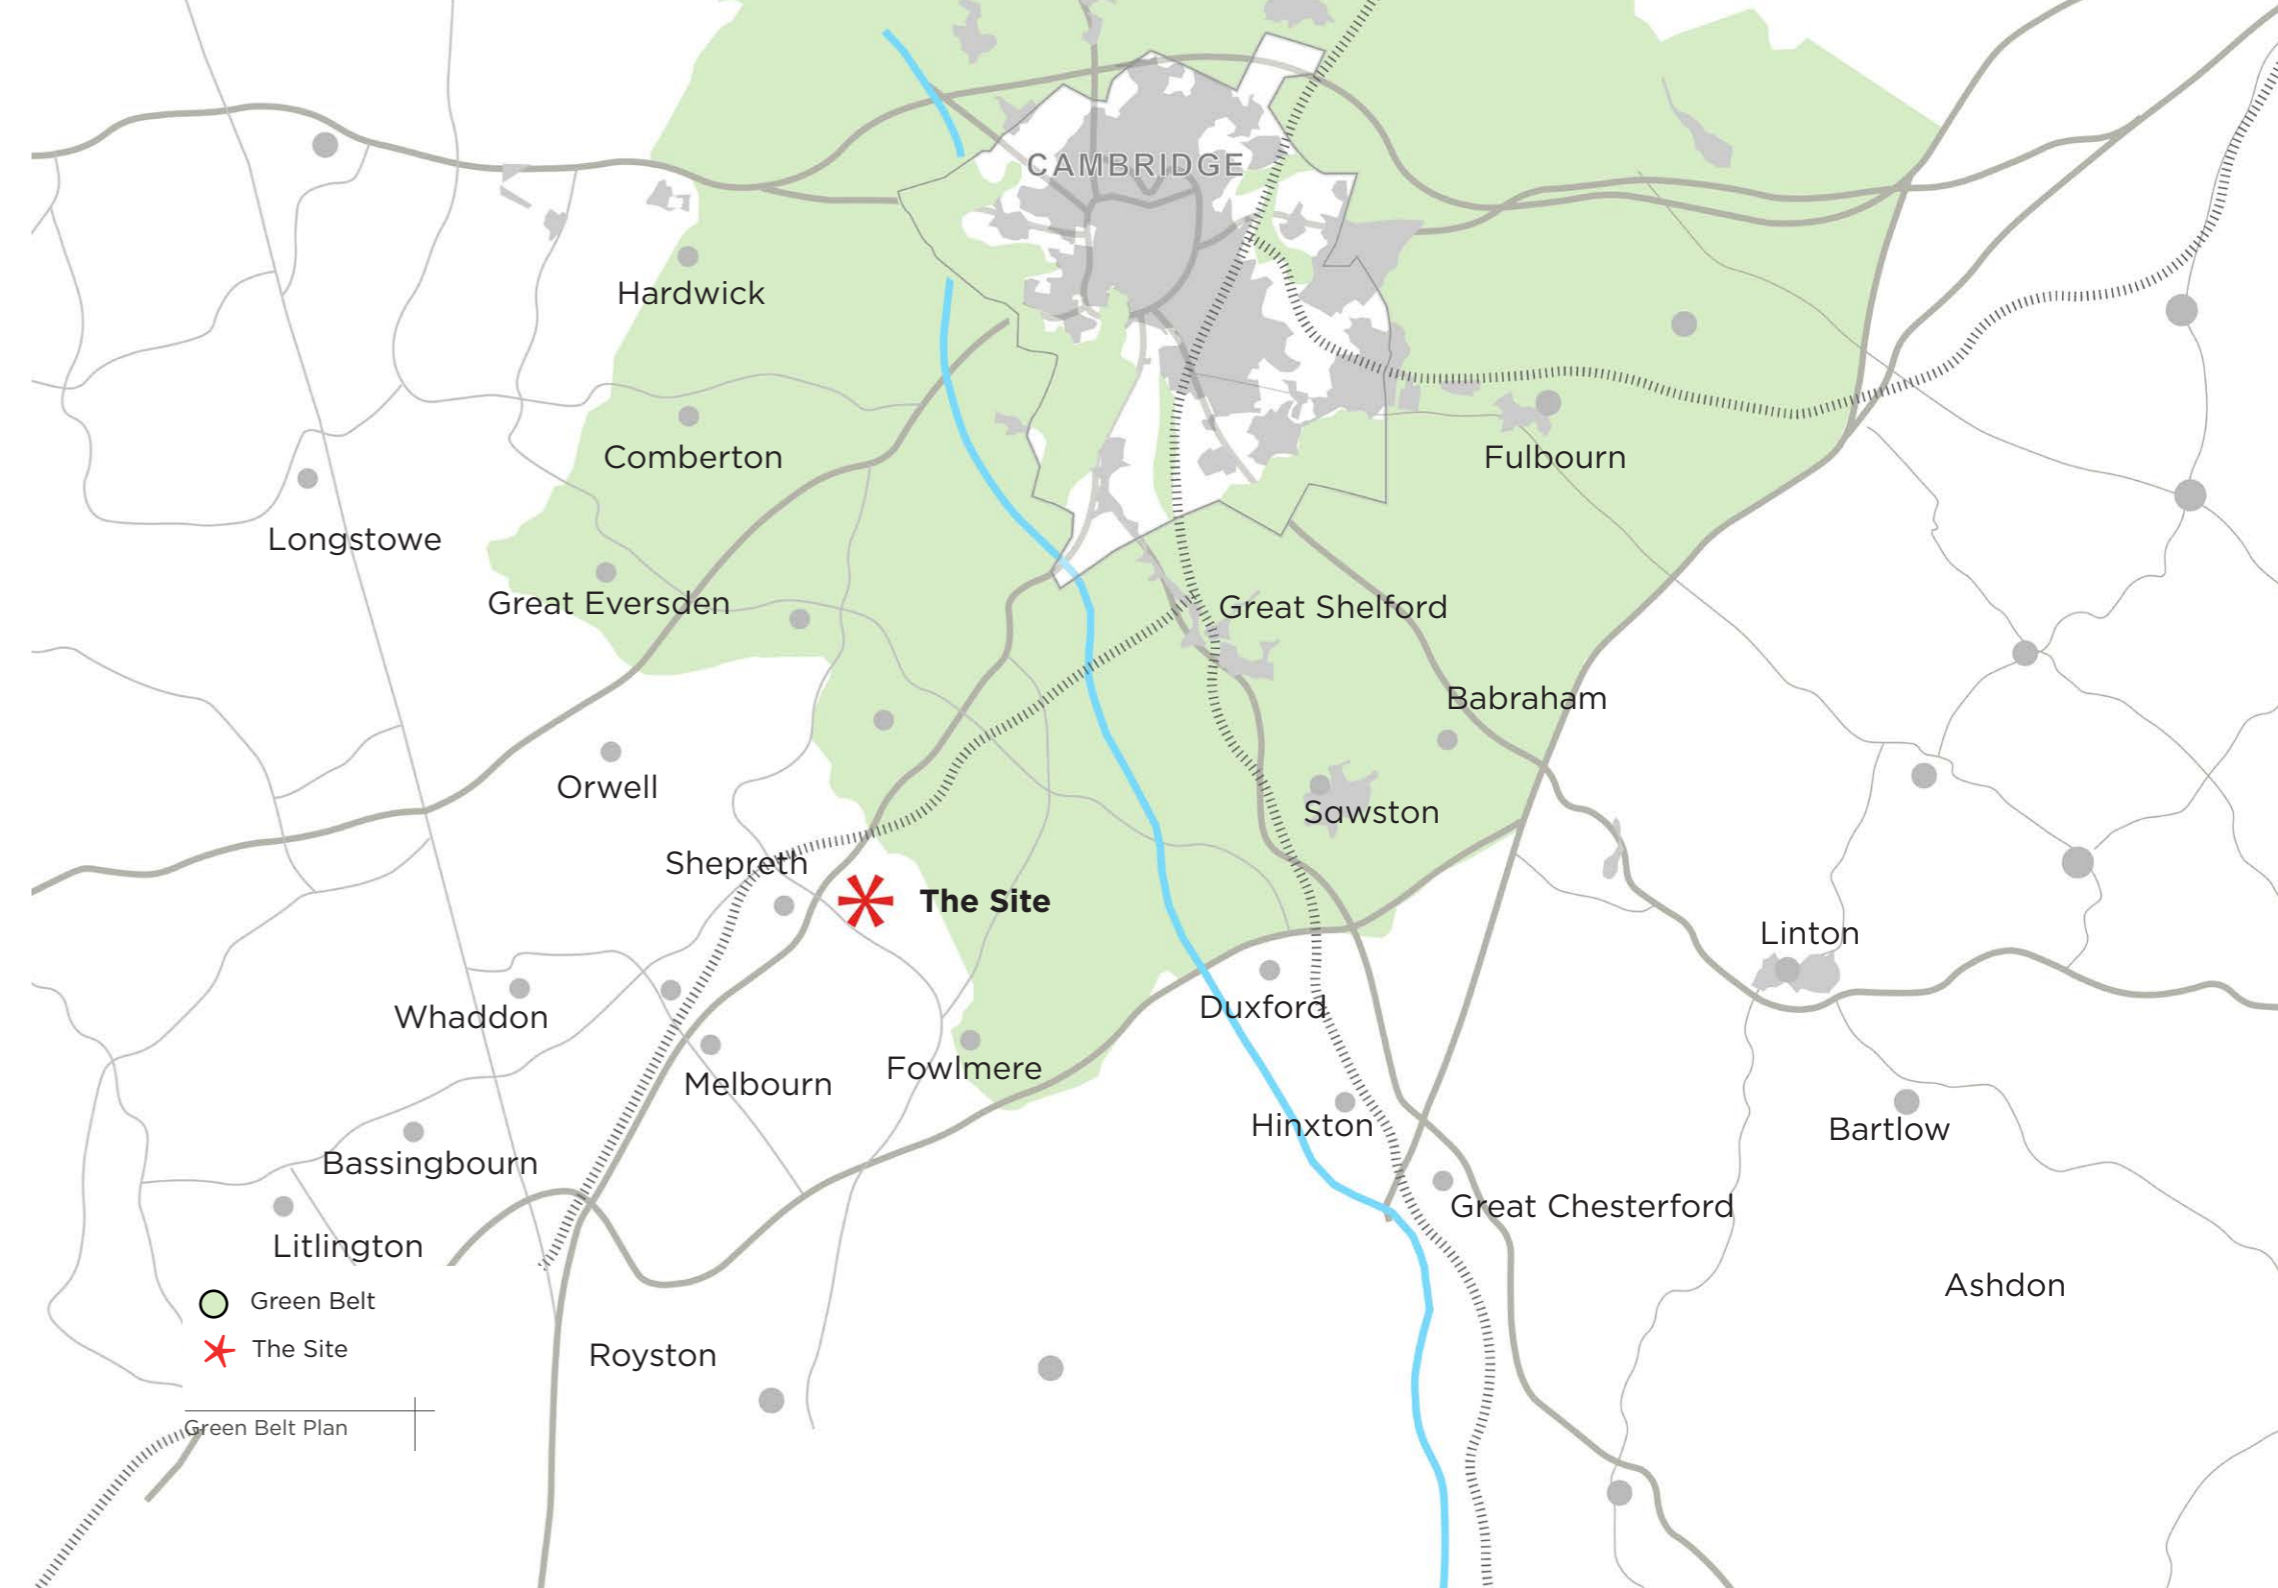 CAMBRIDGE
Hardwick
Comberton
Fulbourn
Longstowe
Great Eversden
Great Shelford
Babraham
Orwell
Sawston
Shepreth
The Site
Linton
Whaddon
Duxford
Melbourn
Fowlmere
Hinxton
Bartlow
Bassingbourn
Great Chesterford
Litlington
Ashdon
Green Belt
The Site
Royston
Green Belt Plan